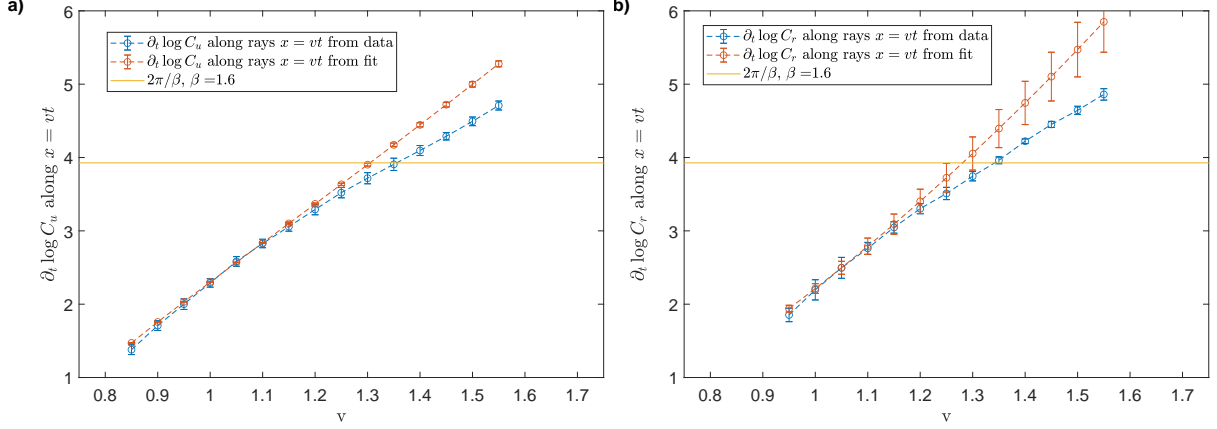 a)
∂ₜ log Cᵤ along x = vt
6
5
4
3
2
1
∂ₜ log Cᵤ along rays x = vt from data
∂ₜ log Cᵤ along rays x = vt from fit
2π/β, β =1.6
0.8 0.9 1 1.1 1.2 1.3 1.4 1.5 1.6 1.7
v
b)
∂ₜ log Cᵣ along x = vt
6
5
4
3
2
1
∂ₜ log Cᵣ along rays x = vt from data
∂ₜ log Cᵣ along rays x = vt from fit
2π/β, β =1.6
0.8 0.9 1 1.1 1.2 1.3 1.4 1.5 1.6 1.7
v